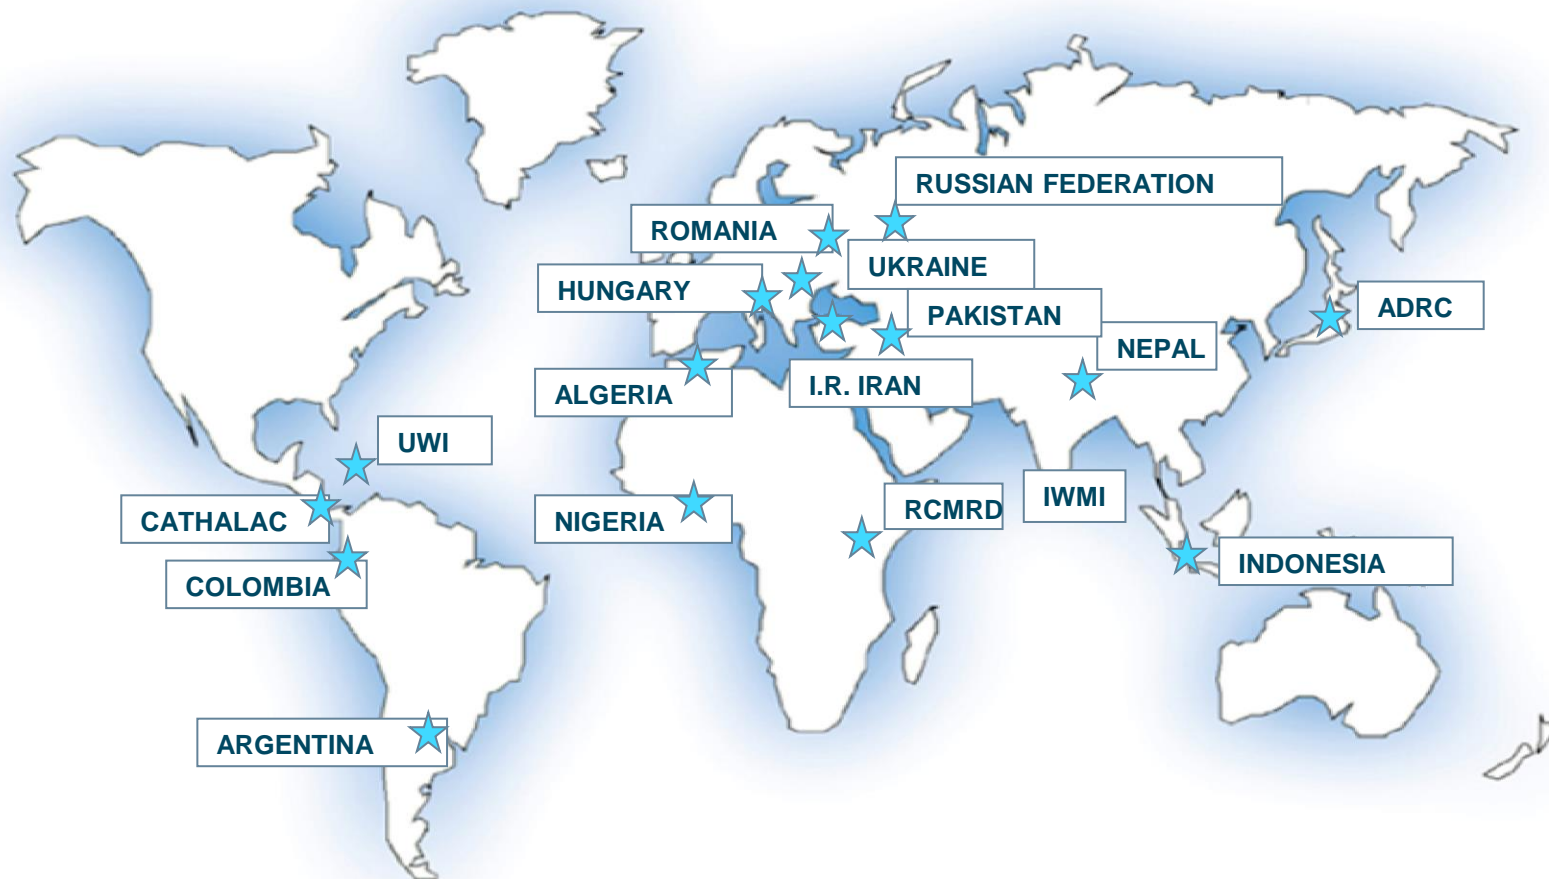 RUSSIAN FEDERATION
ROMANIA
UKRAINE
HUNGARY
PAKISTAN
ADRC
NEPAL
ALGERIA
I.R. IRAN
UWI
IWMI
CATHALAC
NIGERIA
RCMRD
INDONESIA
COLOMBIA
ARGENTINA